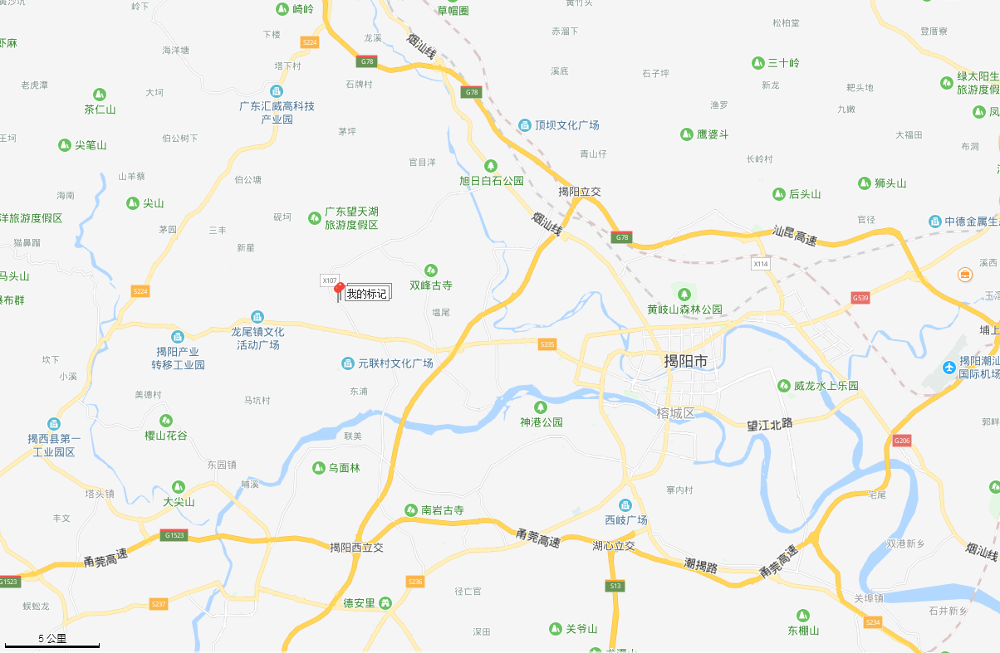 岭下
崎岭
草帽圈
黄竹头
松柏堂
登厝寮
下楼
龙溪
烟汕线
赤溜下
S224
虾麻
海洋塘
塔下村
G78
三十岭
溪底
石子坪
老虎潭
大坷
石牌村
G78
新龙
耙头地
绿太阳生
旅游度假
茶仁山
广东汇威高科技
产业园
渔罗
九嫩
凤
顶坝文化广场
王坷
伯公树下
茅坪
鹰婆斗
大福田
布洞
尖笔山
青山仔
长岭村
官目洋
山羊蔡
伯公塘
旭日白石公园
狮头山
海南
尖山
揭阳立交
后头山
洋旅游度假区
砚坷
广东望天湖
旅游度假区
烟汕线
官径
中德金属生
茅园
三丰
G78
汕昆高速
猫鼻蹓
新星
X114
溪西
马头山
X107
双峰古寺
S224
我的标记
G539
瀑布群
黄岐山森林公园
塭尾
龙尾镇文化
活动广场
揭阳产业
转移工业园
S335
埔上
坎下
元联村文化广场
揭阳市
揭阳潮汕
国际机场
小溪
美德村
东浦
威龙水上乐园
马坑村
榕城区
神港公园
揭西县第一
工业园区
樱山花谷
联美
望江北路
郭畔
G206
东园镇
乌面林
塔头镇
哺溪
寨内村
宅尾
大尖山
丰文
南岩古寺
西岐广场
G1523
甬莞高速
揭阳西立交
甬莞高速
湖心立交
双港新乡
烟汕线
甬莞高速
潮揭路
G1523
S236
S13
径亡官
关埠镇
蜈蚣龙
S237
德安里
石井新乡
S234
深田
关爷山
东棚山
5 公里